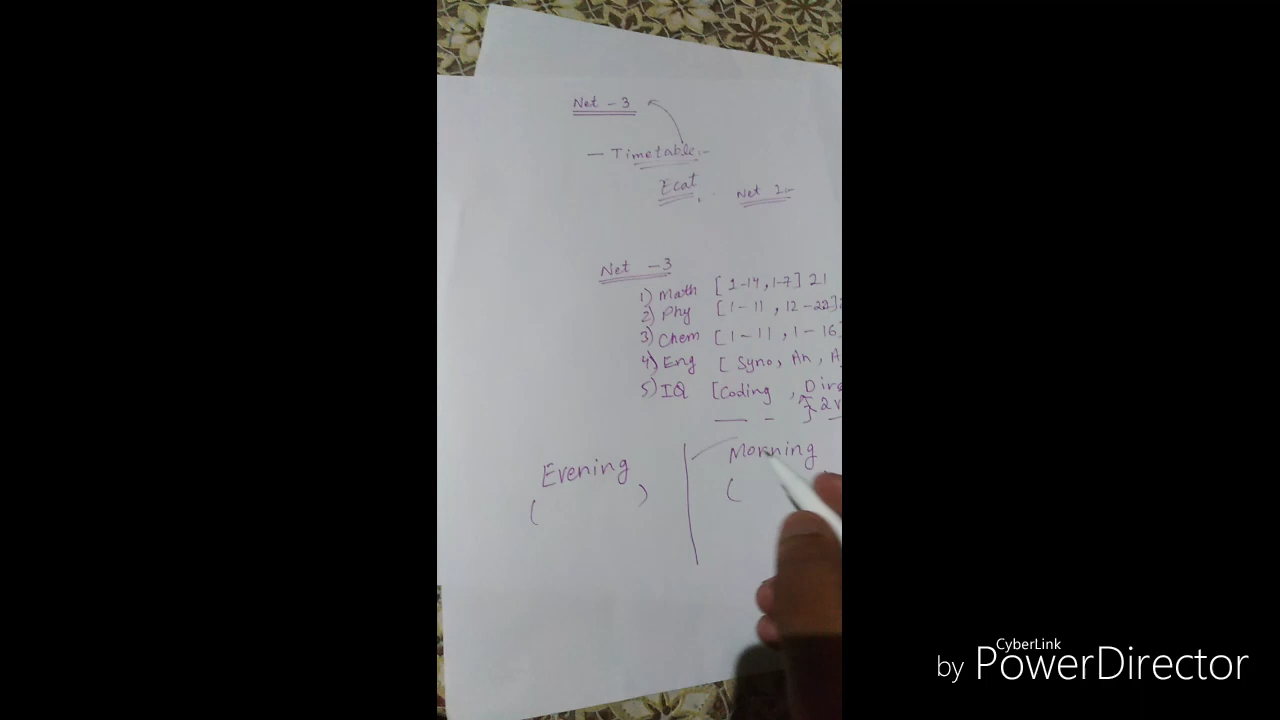 Net - 3
- Timetable:-
Ecat, Net 2:-
Net - 3
1) Math [1-14, 1-7] 21
2) Phy [1-11, 12-22]
3) Chem [1-11, 1-16]
4) Eng [Syno, An, A
5) IQ [Coding, Dire
Evening
Morning
( ) (
CyberLink
by PowerDirector